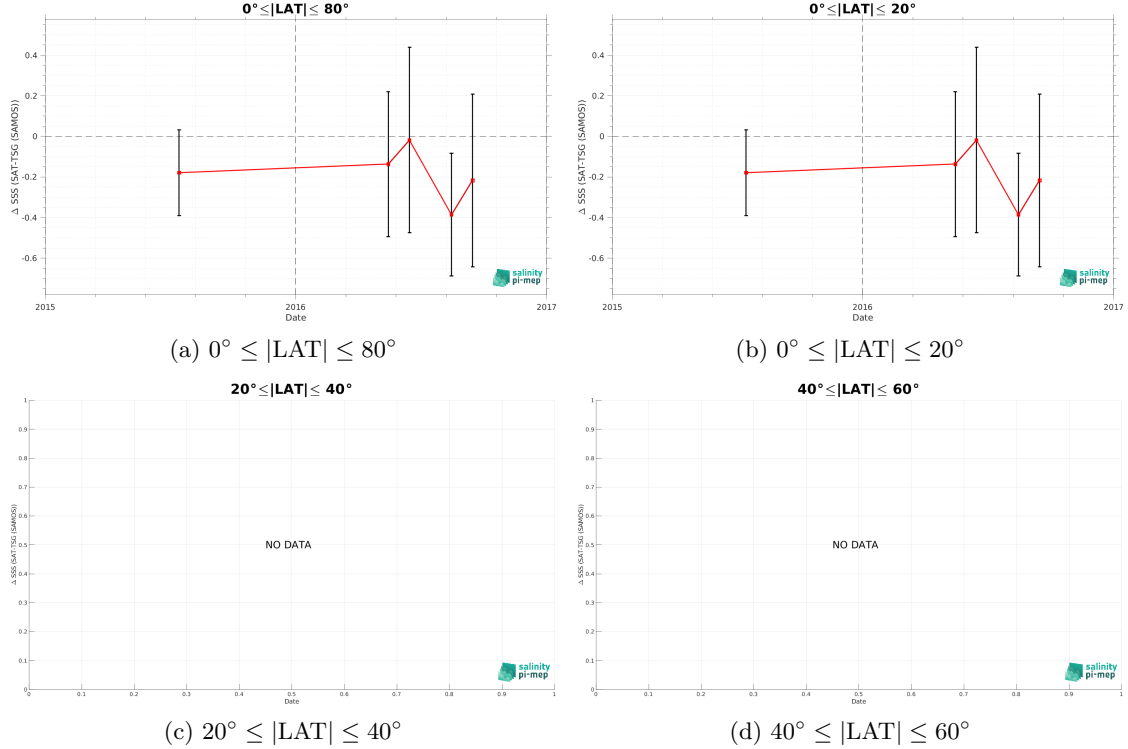 0°≤|LAT|≤ 80°
Δ SSS (SAT-TSG (SAMOS))
0.4
0.2
0
-0.2
-0.4
-0.6
2015
2016
2017
Date
salinity
pi-mep
(a) 0° ≤ |LAT| ≤ 80°
0°≤|LAT|≤ 20°
Δ SSS (SAT-TSG (SAMOS))
0.4
0.2
0
-0.2
-0.4
-0.6
2015
2016
2017
Date
salinity
pi-mep
(b) 0° ≤ |LAT| ≤ 20°
20°≤|LAT|≤ 40°
Δ SSS (SAT-TSG (SAMOS))
1
0.9
0.8
0.7
0.6
0.5
0.4
0.3
0.2
0.1
0
NO DATA
0 0.1 0.2 0.3 0.4 0.5 0.6 0.7 0.8 0.9 1
Date
salinity
pi-mep
(c) 20° ≤ |LAT| ≤ 40°
40°≤|LAT|≤ 60°
Δ SSS (SAT-TSG (SAMOS))
1
0.9
0.8
0.7
0.6
0.5
0.4
0.3
0.2
0.1
0
NO DATA
0 0.1 0.2 0.3 0.4 0.5 0.6 0.7 0.8 0.9 1
Date
salinity
pi-mep
(d) 40° ≤ |LAT| ≤ 60°